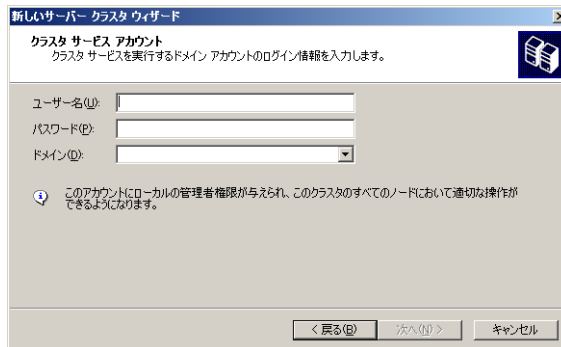 新しいサーバー クラスタ ウィザード
クラスタ サービス アカウント
クラスタ サービスを実行するドメイン アカウントのログイン情報を入力します。
ユーザー名(U):
パスワード(P):
ドメイン(D):
このアカウントにローカルの管理者権限が与えられ、このクラスタのすべてのノードにおいて適切な操作が
できるようになります。
< 戻る(B)
次へ(N) >
キャンセル